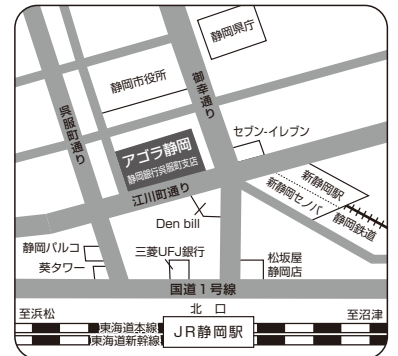 静岡県庁
静岡市役所
御幸通り
呉服町通り
セブン-イレブン
アゴラ静岡
静岡銀行呉服町支店
江川町通り
新静岡駅
新静岡セノバ
静岡鉄道
Den bill
静岡パルコ
葵タワー
三菱UFJ銀行
松坂屋
静岡店
国道1号線
至浜松
北　口
至沼津
東海道本線
東海道新幹線
JR静岡駅